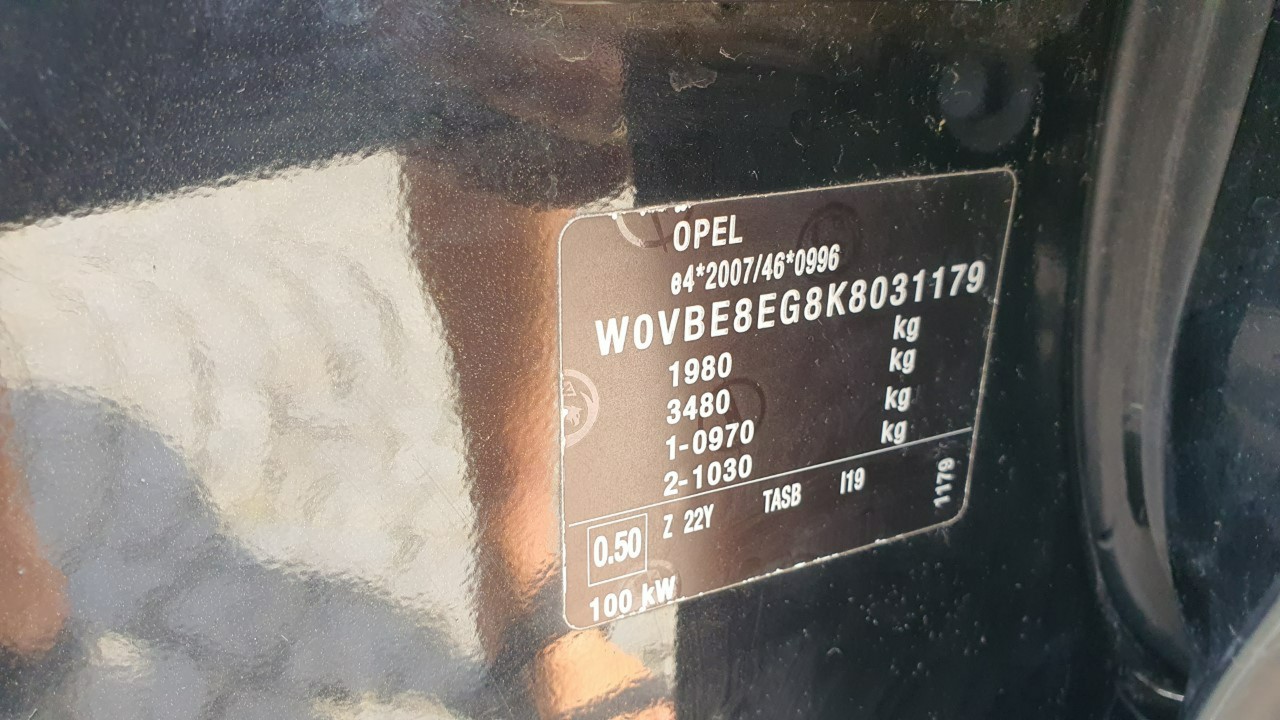 OPEL
e4*2007/46*0996
W0VBE8EG8K8031179
kg
1980 kg
3480 kg
1-0970 kg
2-1030
0.50 Z 22Y TASB I19 1179
100 kW